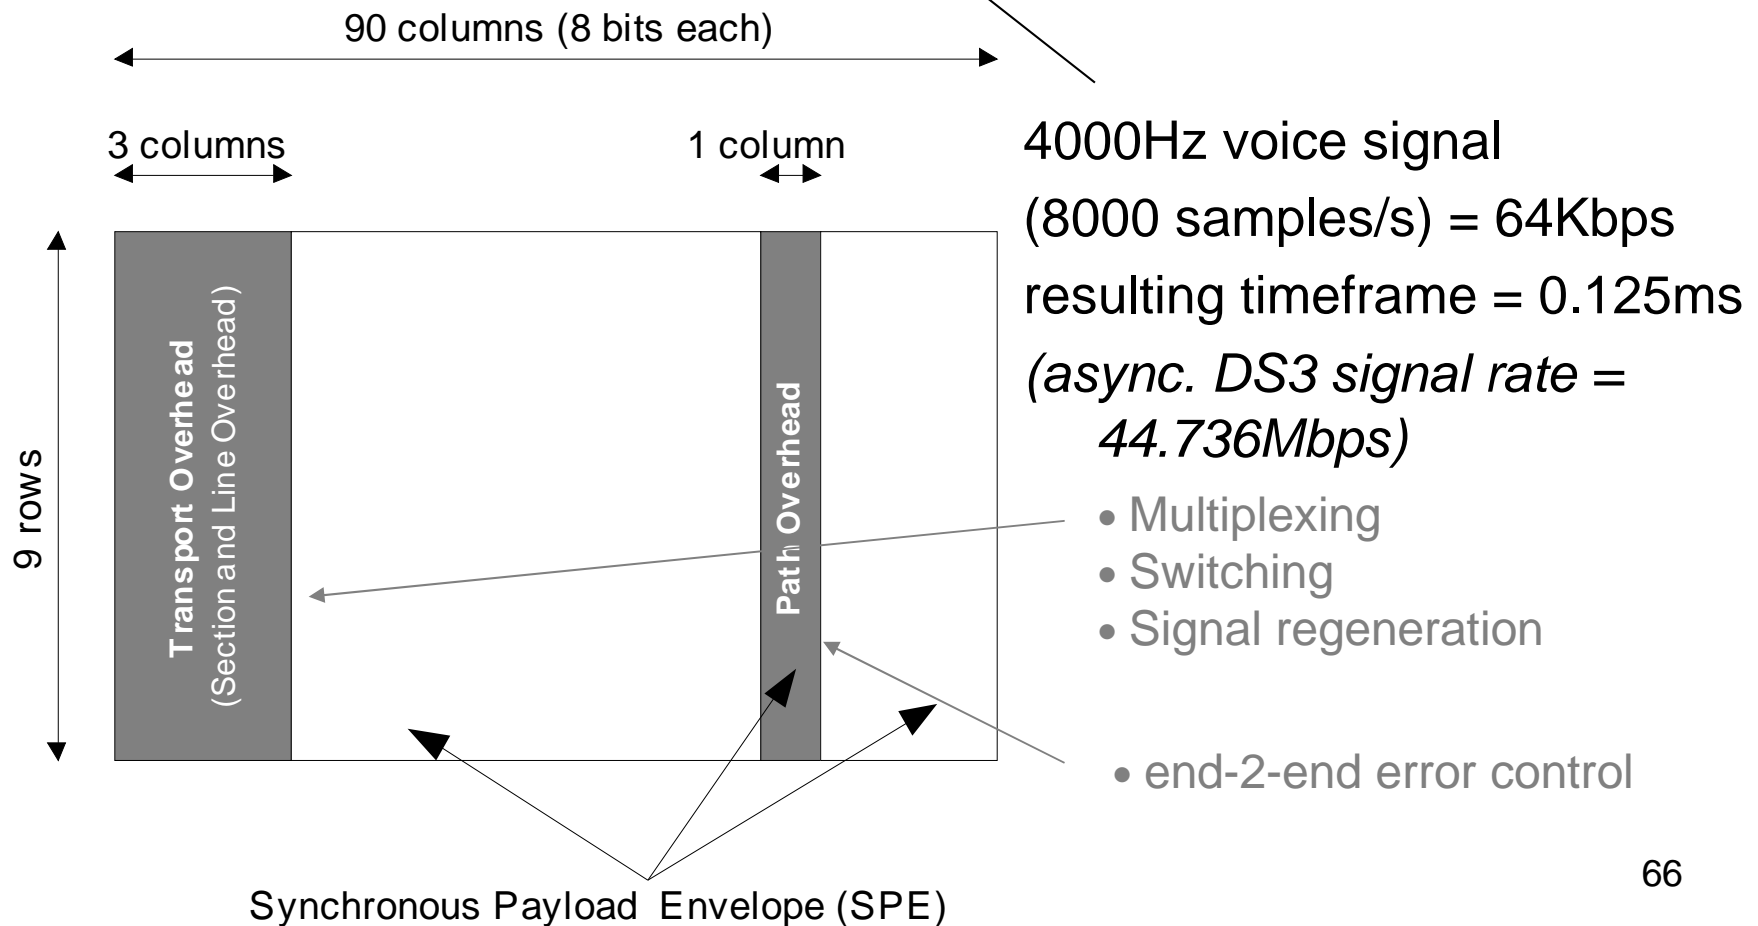 90 columns (8 bits each)
3 columns
1 column
9 rows
Transport Overhead
(Section and Line Overhead)
Path Overhead
Synchronous Payload Envelope (SPE)
4000Hz voice signal
(8000 samples/s) = 64Kbps
resulting timeframe = 0.125ms
(async. DS3 signal rate =
44.736Mbps)
• Multiplexing
• Switching
• Signal regeneration
• end-2-end error control
66